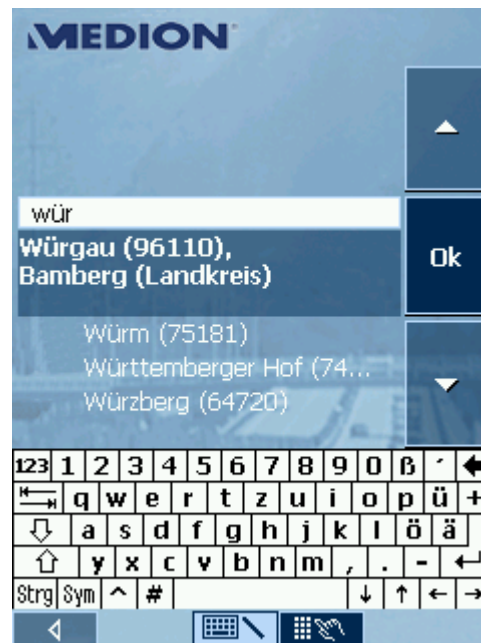 MEDION
wür
Würgau (96110),
Bamberg (Landkreis)
Ok
Würm (75181)
Württemberger Hof (74...
Würzberg (64720)
123 1 2 3 4 5 6 7 8 9 0 ß ´
q w e r t z u i o p ü +
a s d f g h j k l ö ä
y x c v b n m , . -
Strg Sym ^ # ↓ ↑ ← →